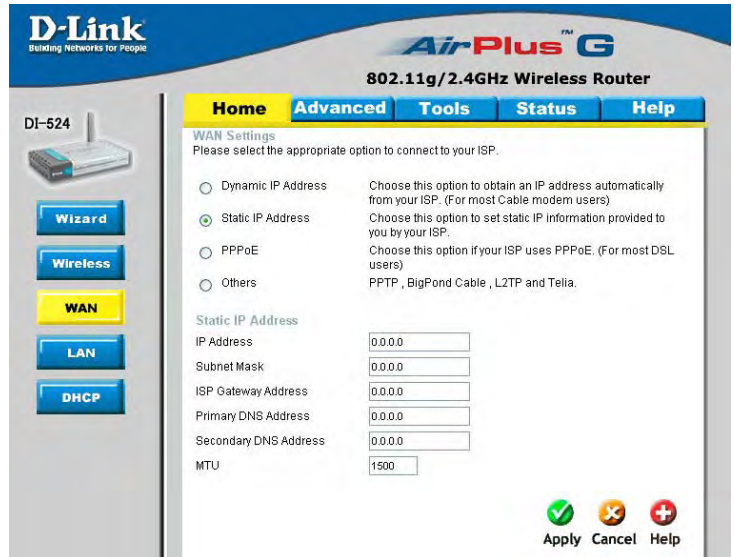 D-Link
Building Networks for People
AirPlus™ G
802.11g/2.4GHz Wireless Router
DI-524
Home Advanced Tools Status Help
Wizard
Wireless
WAN
LAN
DHCP
WAN Settings
Please select the appropriate option to connect to your ISP.
Dynamic IP Address Choose this option to obtain an IP address automatically
from your ISP. (For most Cable modem users)
Static IP Address Choose this option to set static IP information provided to
you by your ISP.
PPPoE Choose this option if your ISP uses PPPoE. (For most DSL
users)
Others PPTP , BigPond Cable , L2TP and Telia.
Static IP Address
IP Address 0.0.0.0
Subnet Mask 0.0.0.0
ISP Gateway Address 0.0.0.0
Primary DNS Address 0.0.0.0
Secondary DNS Address 0.0.0.0
MTU 1500
Apply Cancel Help